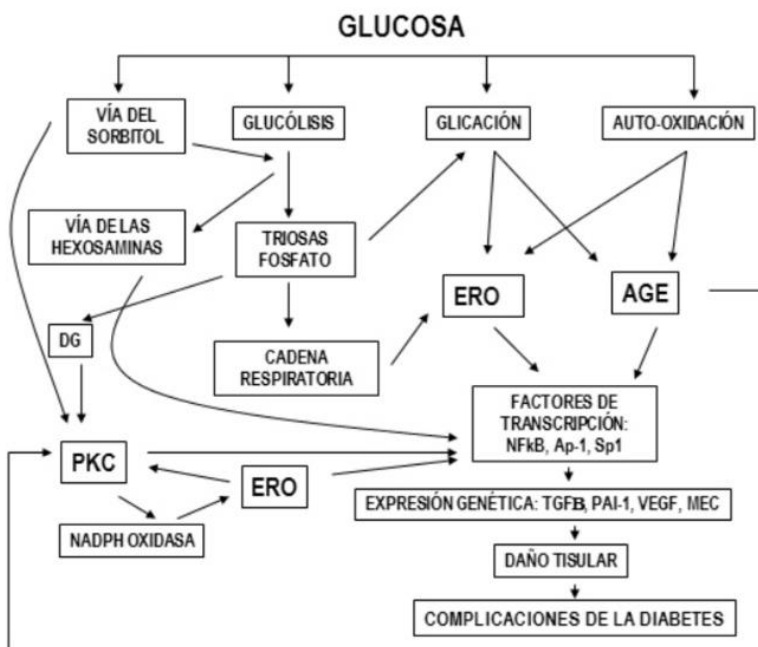 GLUCOSA
VÍA DEL
SORBITOL
GLUCÓLISIS
GLICACIÓN
AUTO-OXIDACIÓN
VÍA DE LAS
HEXOSAMINAS
TRIOSAS
FOSFATO
ERO
AGE
DG
CADENA
RESPIRATORIA
FACTORES DE
TRANSCRIPCIÓN:
NFkB, Ap-1, Sp1
PKC
ERO
EXPRESIÓN GENÉTICA: TGFB, PAI-1, VEGF, MEC
NADPH OXIDASA
DAÑO TISULAR
COMPLICACIONES DE LA DIABETES